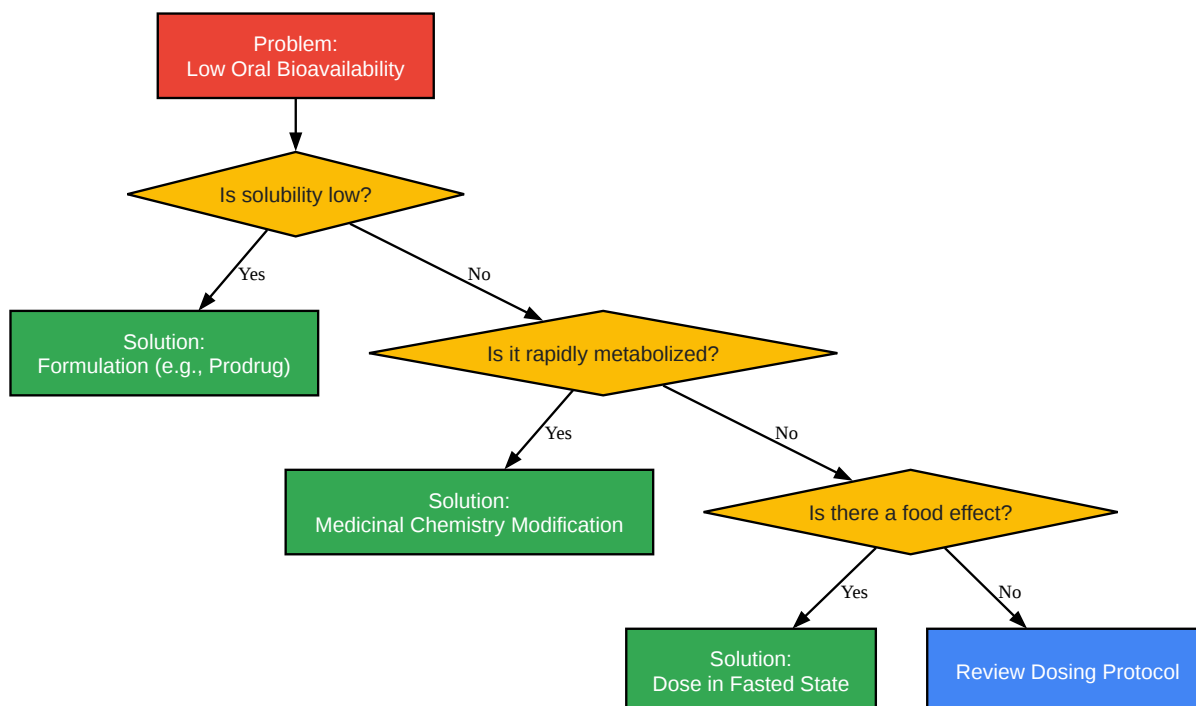 Problem:
Low Oral Bioavailability
Is solubility low?
Yes
No
Solution:
Formulation (e.g., Prodrug)
Is it rapidly metabolized?
Yes
No
Solution:
Medicinal Chemistry Modification
Is there a food effect?
Yes
No
Solution:
Dose in Fasted State
Review Dosing Protocol